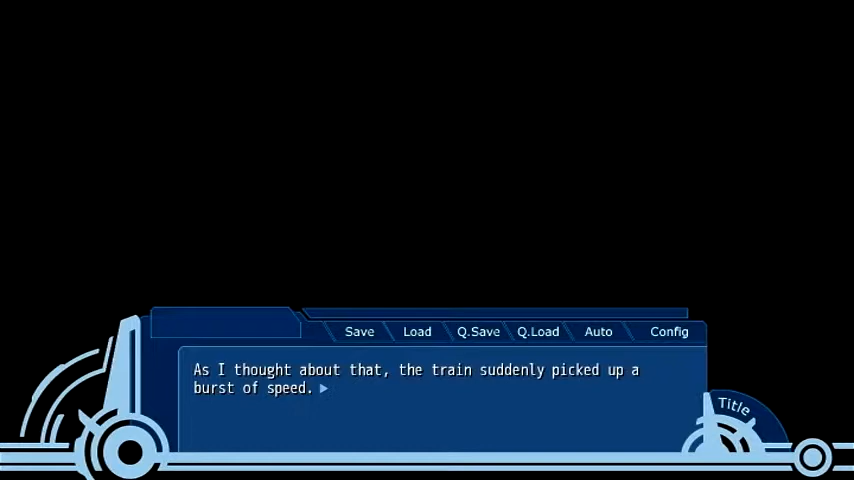 Save Load Q.Save Q.Load Auto Config
As I thought about that, the train suddenly picked up a
burst of speed.
Title